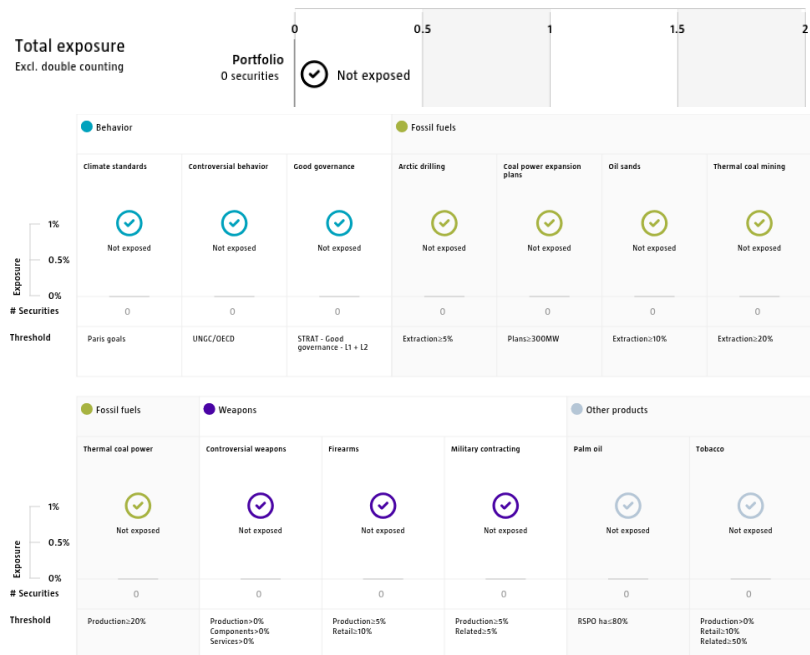 0 0.5 1 1.5 2
Total exposure
Excl. double counting
Portfolio
0 securities
Not exposed
Behavior
Fossil fuels
Climate standards
Controversial behavior
Good governance
Arctic drilling
Coal power expansion
plans
Oil sands
Thermal coal mining
Exposure
1%
0.5%
0%
Not exposed Not exposed Not exposed Not exposed Not exposed Not exposed Not exposed
# Securities 0 0 0 0 0 0 0
Threshold
Paris goals
UNGC/OECD
STRAT - Good
governance - L1 + L2
Extraction≥5%
Plans≥300MW
Extraction≥10%
Extraction≥20%
Fossil fuels
Weapons
Other products
Thermal coal power
Controversial weapons
Firearms
Military contracting
Palm oil
Tobacco
Exposure
1%
0.5%
0%
Not exposed Not exposed Not exposed Not exposed Not exposed Not exposed
# Securities 0 0 0 0 0 0
Threshold
Production≥20%
Production>0%
Components>0%
Services>0%
Production≥5%
Retail≥10%
Production≥5%
Related≥5%
RSPO ha≤80%
Production>0%
Retail≥10%
Related≥50%